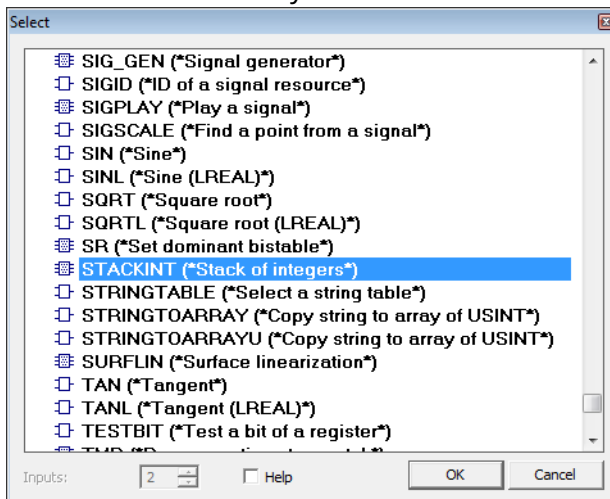 Select
SIG_GEN (*Signal generator*)
SIGID (*ID of a signal resource*)
SIGPLAY (*Play a signal*)
SIGSCALE (*Find a point from a signal*)
SIN (*Sine*)
SINL (*Sine (LREAL)*)
SQRT (*Square root*)
SQRTL (*Square root (LREAL)*)
SR (*Set dominant bistable*)
STACKINT (*Stack of integers*)
STRINGTABLE (*Select a string table*)
STRINGTOARRAY (*Copy string to array of USINT*)
STRINGTOARRAYU (*Copy string to array of USINT*)
SURFLIN (*Surface linearization*)
TAN (*Tangent*)
TANL (*Tangent (LREAL)*)
TESTBIT (*Test a bit of a register*)
Inputs: 2 Help OK Cancel